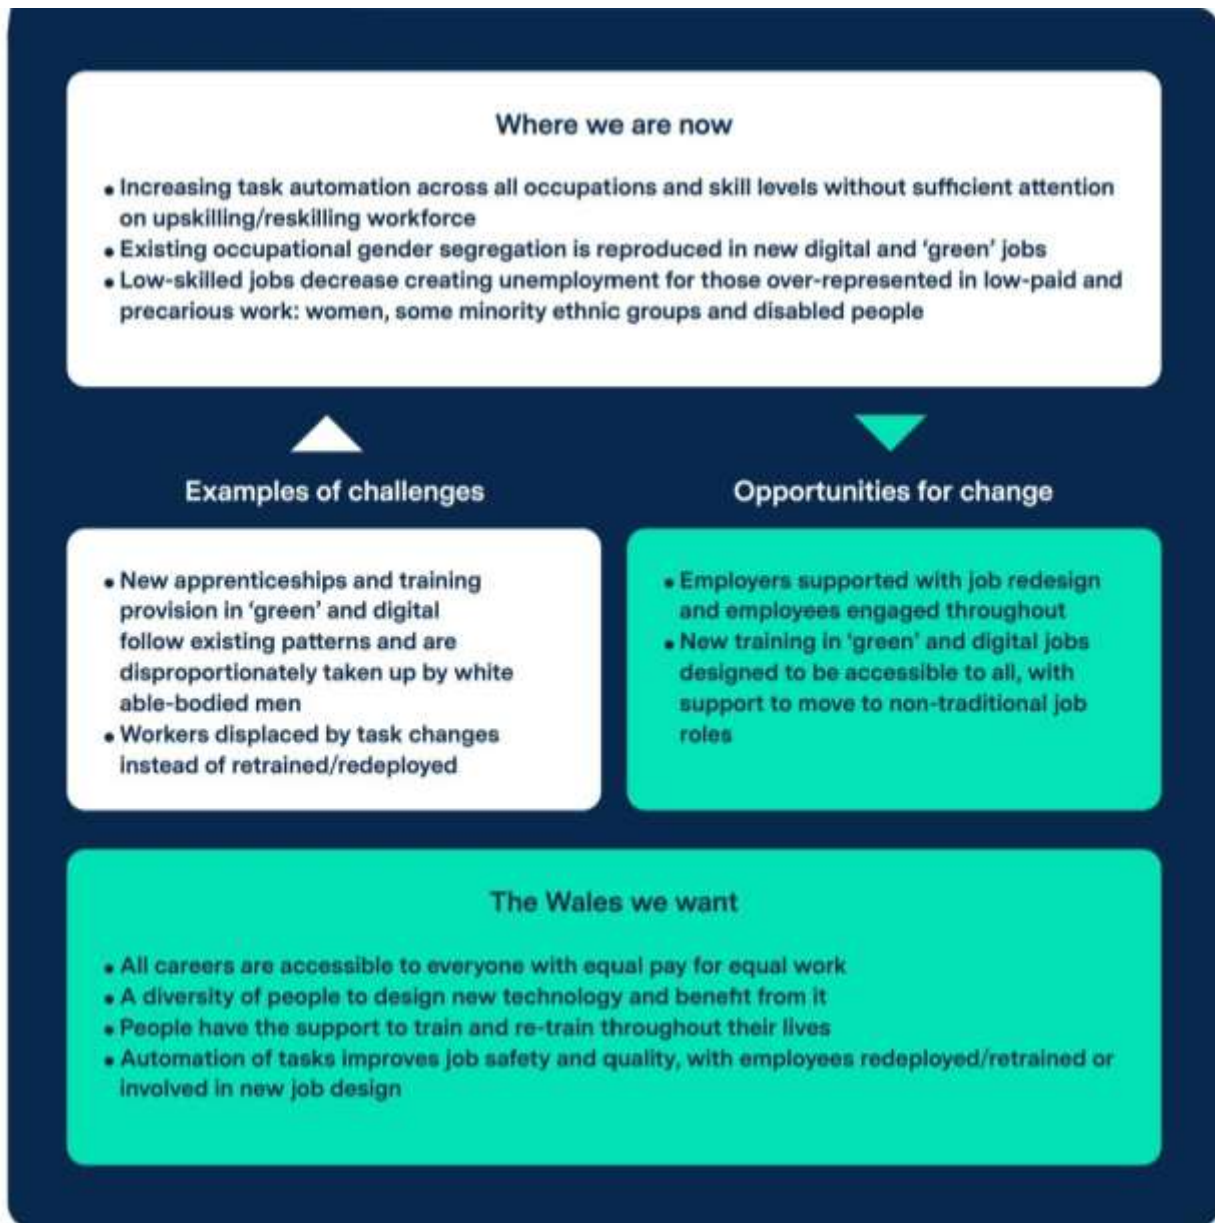 Where we are now
• Increasing task automation across all occupations and skill levels without sufficient attention
on upskilling/reskilling workforce
• Existing occupational gender segregation is reproduced in new digital and ‘green’ jobs
• Low-skilled jobs decrease creating unemployment for those over-represented in low-paid and
precarious work: women, some minority ethnic groups and disabled people
Examples of challenges
• New apprenticeships and training
provision in ‘green’ and digital
follow existing patterns and are
disproportionately taken up by white
able-bodied men
• Workers displaced by task changes
instead of retrained/redeployed
Opportunities for change
• Employers supported with job redesign
and employees engaged throughout
• New training in ‘green’ and digital jobs
designed to be accessible to all, with
support to move to non-traditional job
roles
The Wales we want
• All careers are accessible to everyone with equal pay for equal work
• A diversity of people to design new technology and benefit from it
• People have the support to train and re-train throughout their lives
• Automation of tasks improves job safety and quality, with employees redeployed/retrained or
involved in new job design